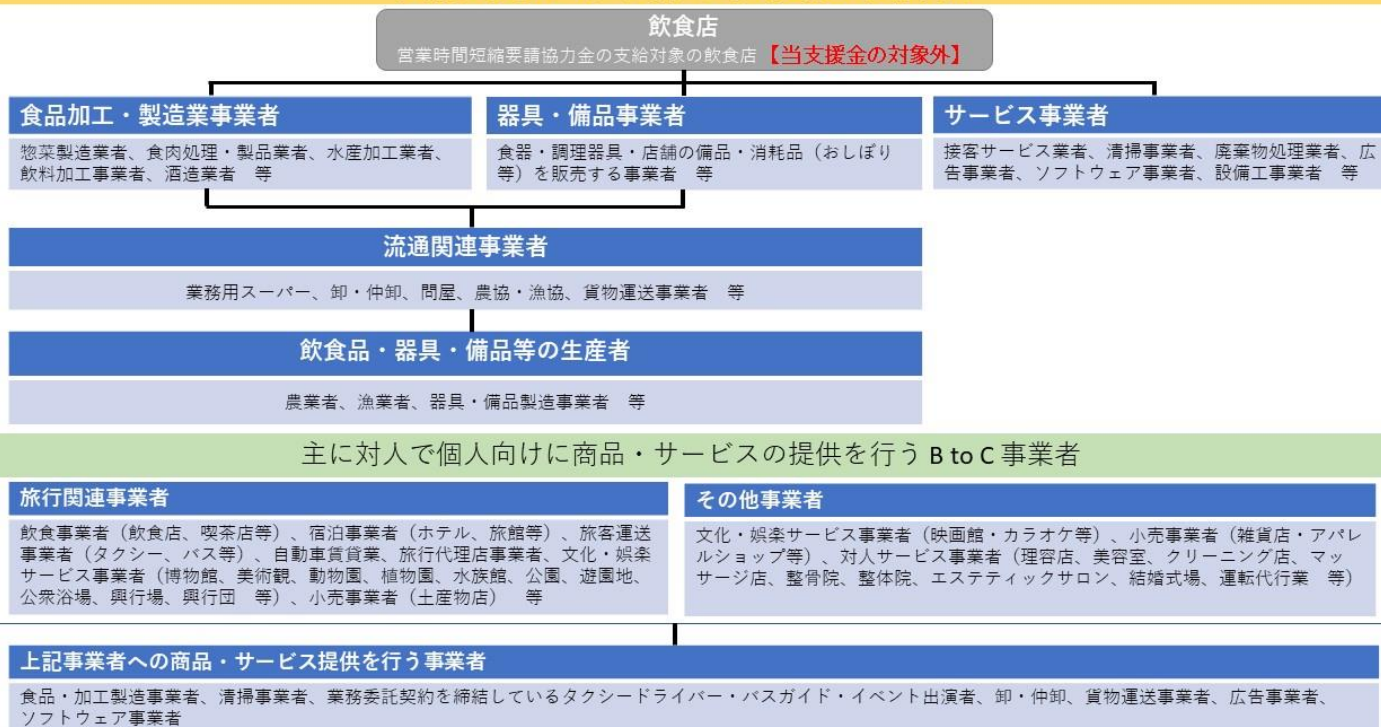 飲食店
営業時間短縮要請協力金の支給対象の飲食店【当支援金の対象外】
食品加工・製造業事業者
惣菜製造業者、食肉処理・製品業者、水産加工業者、
飲料加工事業者、酒造業者 等
器具・備品事業者
食器・調理器具・店舗の備品・消耗品（おしぼり
等）を販売する事業者 等
サービス事業者
接客サービス業者、清掃事業者、廃棄物処理業者、広
告事業者、ソフトウェア事業者、設備工事業者 等
流通関連事業者
業務用スーパー、卸・仲卸、問屋、農協・漁協、貨物運送事業者 等
飲食品・器具・備品等の生産者
農業者、漁業者、器具・備品製造事業者 等
主に対人で個人向けに商品・サービスの提供を行う B to C 事業者
旅行関連事業者
飲食事業者（飲食店、喫茶店等）、宿泊事業者（ホテル、旅館等）、旅客運送
事業者（タクシー、バス等）、自動車賃貸業、旅行代理店事業者、文化・娯楽
サービス事業者（博物館、美術観、動物園、植物園、水族館、公園、遊園地、
公衆浴場、興行場、興行団 等）、小売事業者（土産物店） 等
その他事業者
文化・娯楽サービス事業者（映画館・カラオケ等）、小売事業者（雑貨店・アパレ
ルショップ等）、対人サービス事業者（理容店、美容室、クリーニング店、マッ
サージ店、整骨院、整体院、エステティックサロン、結婚式場、運転代行業 等）
上記事業者への商品・サービス提供を行う事業者
食品・加工製造事業者、清掃事業者、業務委託契約を締結しているタクシードライバー・バスガイド・イベント出演者、卸・仲卸、貨物運送事業者、広告事業者、
ソフトウェア事業者